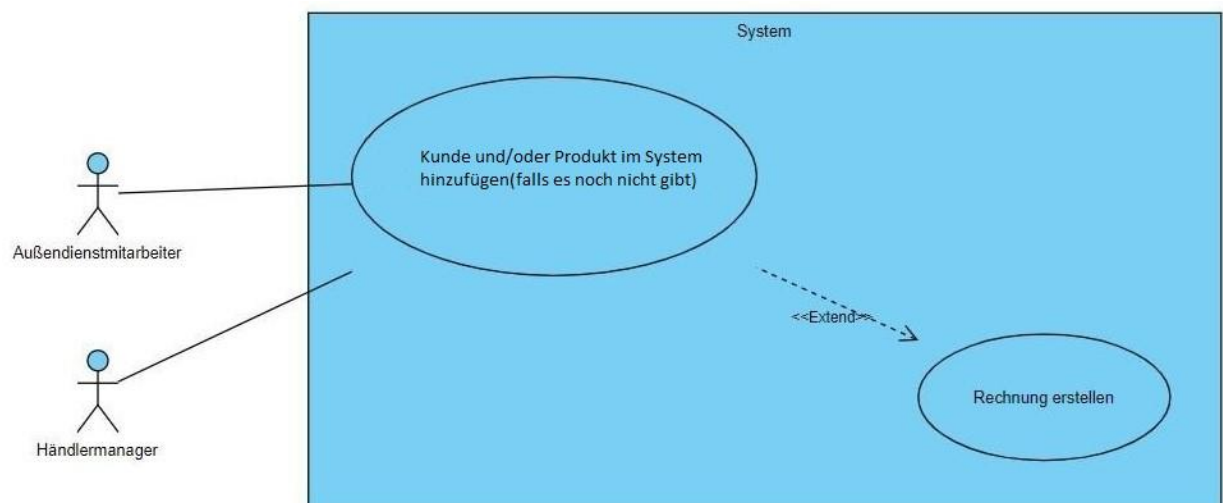 System
Kunde und/oder Produkt im System
hinzufügen(falls es noch nicht gibt)
Außendienstmitarbeiter
<<Extend>>
Rechnung erstellen
Händlermanager